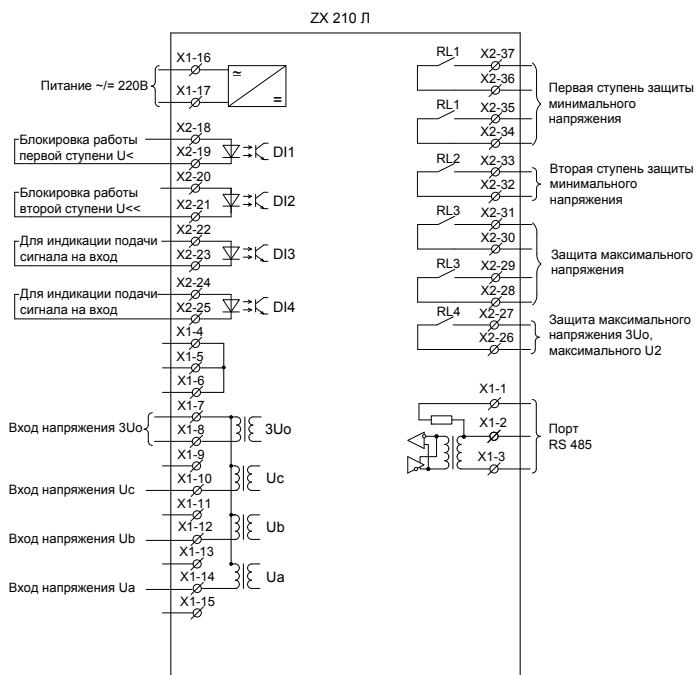 ZX 210 Л
X1-16
Питание ~/= 220В
X1-17
≃
=
X2-18
Блокировка работы
первой ступени U<
X2-19
DI1
X2-20
Блокировка работы
второй ступени U<<
X2-21
DI2
X2-22
Для индикации подачи
сигнала на вход
X2-23
DI3
X2-24
Для индикации подачи
сигнала на вход
X2-25
DI4
X1-4
X1-5
X1-6
X1-7
Вход напряжения 3Uo
X1-8
3Uo
X1-9
X1-10
Вход напряжения Uc
Uc
X1-11
X1-12
Вход напряжения Ub
Ub
X1-13
X1-14
Вход напряжения Ua
Ua
X1-15
RL1
X2-37
X2-36
RL1
X2-35
X2-34
Первая ступень защиты
минимального
напряжения
RL2
X2-33
X2-32
Вторая ступень защиты
минимального
напряжения
RL3
X2-31
X2-30
RL3
X2-29
X2-28
Защита максимального
напряжения
RL4
X2-27
X2-26
Защита максимального
напряжения 3Uo,
максимального U2
X1-1
X1-2
X1-3
Порт
RS 485